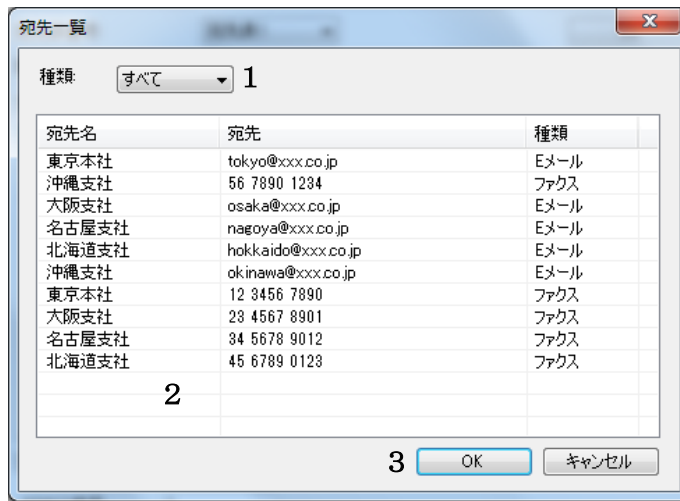 宛先一覧
種類: すべて 1
宛先名 宛先 種類
東京本社 tokyo@xxx.co.jp Eメール
沖縄支社 56 7890 1234 ファクス
大阪支社 osaka@xxx.co.jp Eメール
名古屋支社 nagoya@xxx.co.jp Eメール
北海道支社 hokkaido@xxx.co.jp Eメール
沖縄支社 okinawa@xxx.co.jp Eメール
東京本社 12 3456 7890 ファクス
大阪支社 23 4567 8901 ファクス
名古屋支社 34 5678 9012 ファクス
北海道支社 45 6789 0123 ファクス
2
3 OK キャンセル